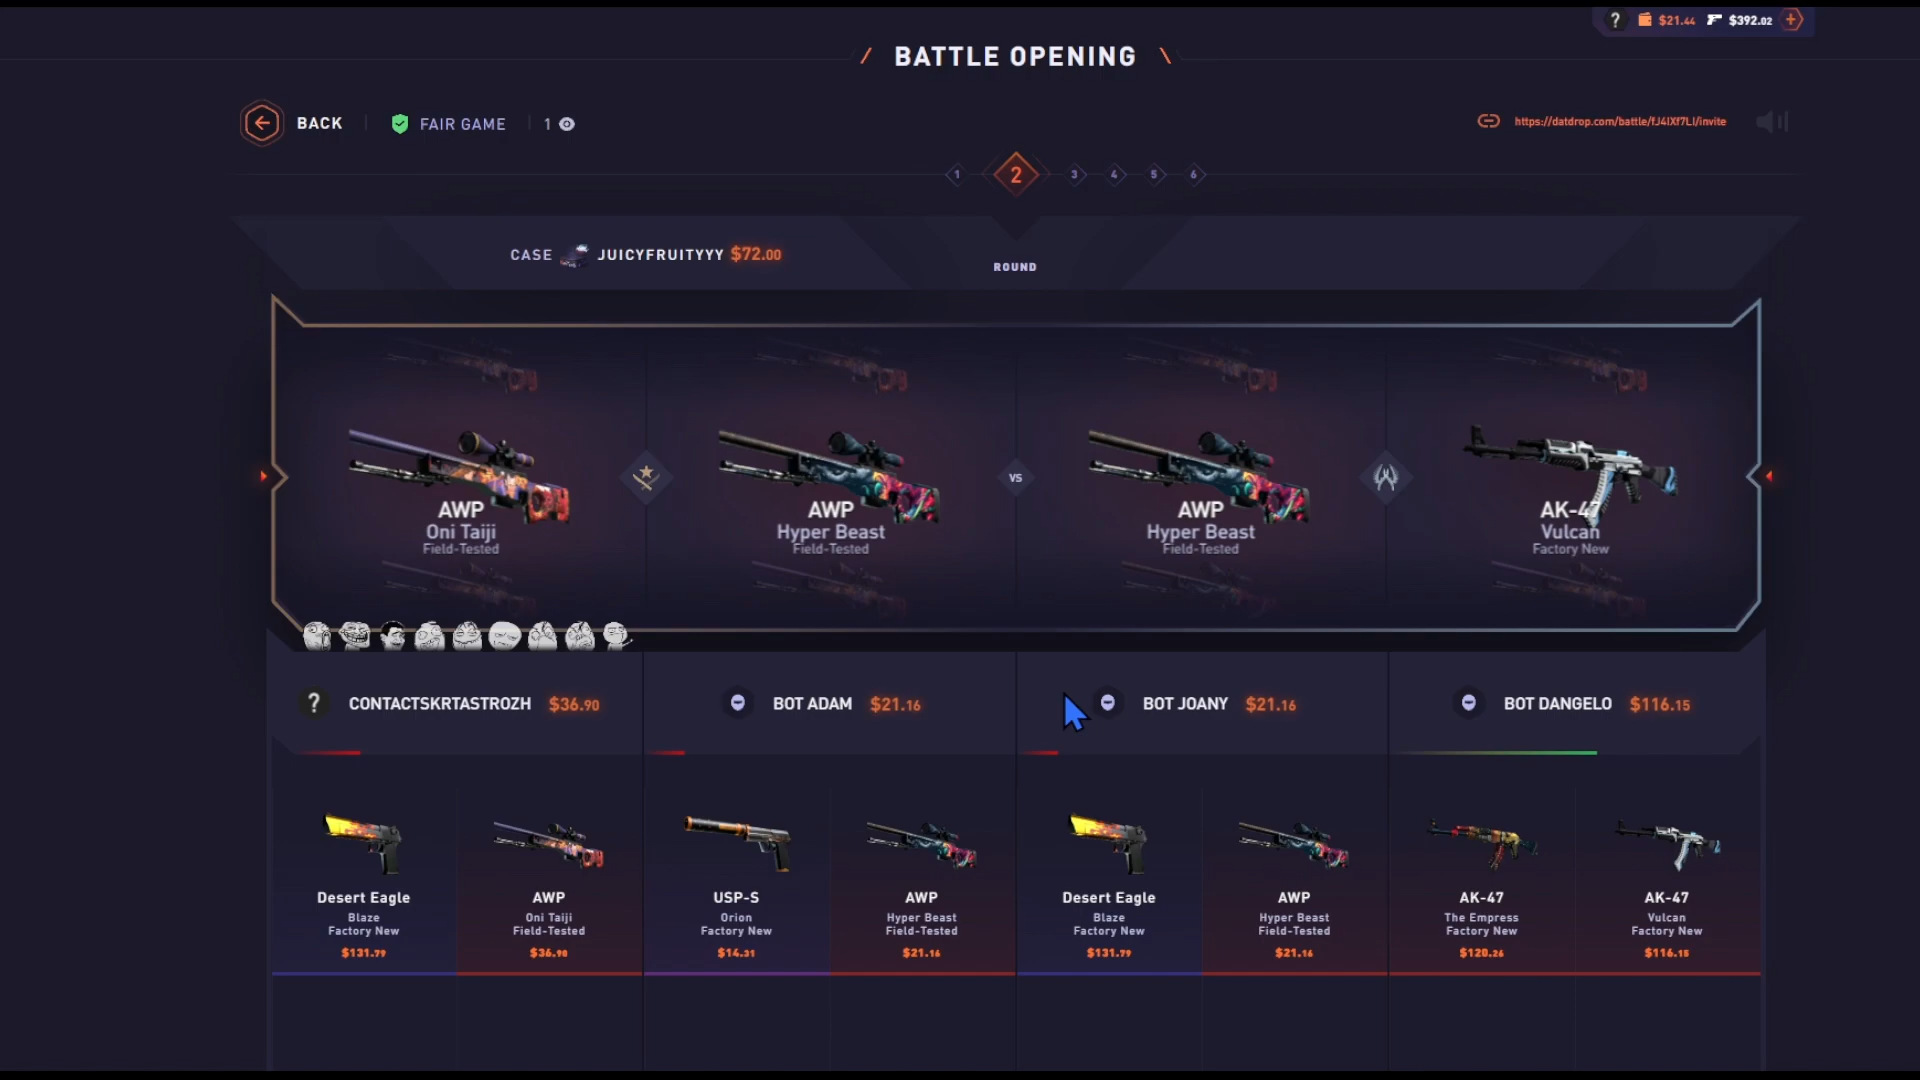 ? $21.44 $392.02 +
/ BATTLE OPENING \
BACK FAIR GAME 1
https://datdrop.com/battle/fJ4IXf7LI/invite
1 2 3 4 5 6
CASE JUICYFRUITYYY $72.00
ROUND
VS
AWP
Oni Taiji
Field-Tested
AWP
Hyper Beast
Field-Tested
AWP
Hyper Beast
Field-Tested
AK-47
Vulcan
Factory New
? CONTACTSKRTASTROZH $36.90
BOT ADAM $21.16
BOT JOANY $21.16
BOT DANGELO $116.15
Desert Eagle
Blaze
Factory New
$131.79
AWP
Oni Taiji
Field-Tested
$36.90
USP-S
Orion
Factory New
$14.31
AWP
Hyper Beast
Field-Tested
$21.16
Desert Eagle
Blaze
Factory New
$131.79
AWP
Hyper Beast
Field-Tested
$21.16
AK-47
The Empress
Factory New
$120.26
AK-47
Vulcan
Factory New
$116.15